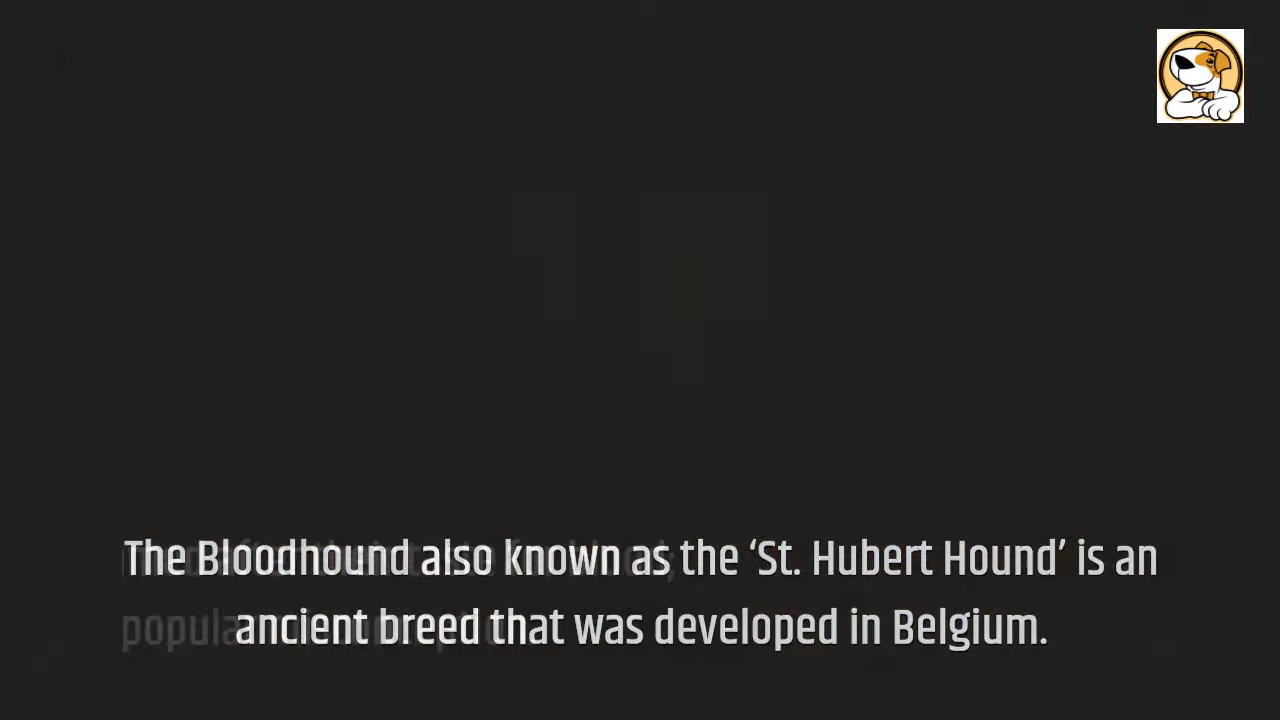 The Bloodhound also known as the ‘St. Hubert Hound’ is an
ancient breed that was developed in Belgium.